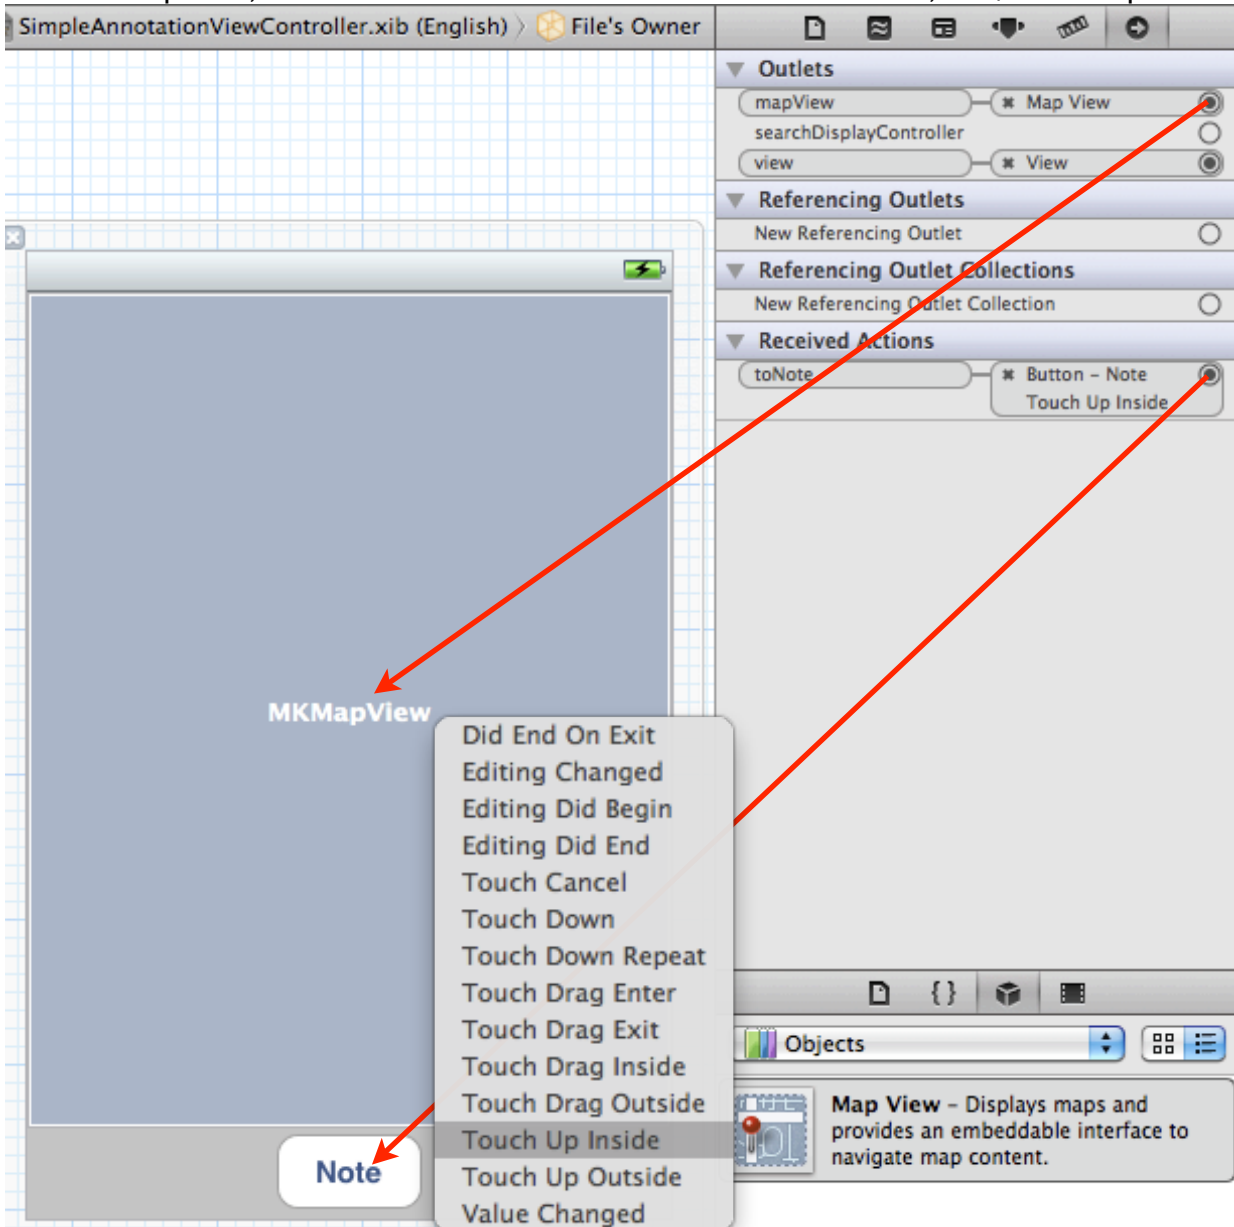 SimpleAnnotationViewController.xib (English) 〉 File's Owner
Outlets
mapView
Map View
searchDisplayController
view
View
Referencing Outlets
New Referencing Outlet
Referencing Outlet Collections
New Referencing Outlet Collection
Received Actions
toNote
Button – Note
Touch Up Inside
MKMapView
Did End On Exit
Editing Changed
Editing Did Begin
Editing Did End
Touch Cancel
Touch Down
Touch Down Repeat
Touch Drag Enter
Touch Drag Exit
Touch Drag Inside
Touch Drag Outside
Touch Up Inside
Touch Up Outside
Value Changed
Note
{}
Objects
Map View – Displays maps and
provides an embeddable interface to
navigate map content.